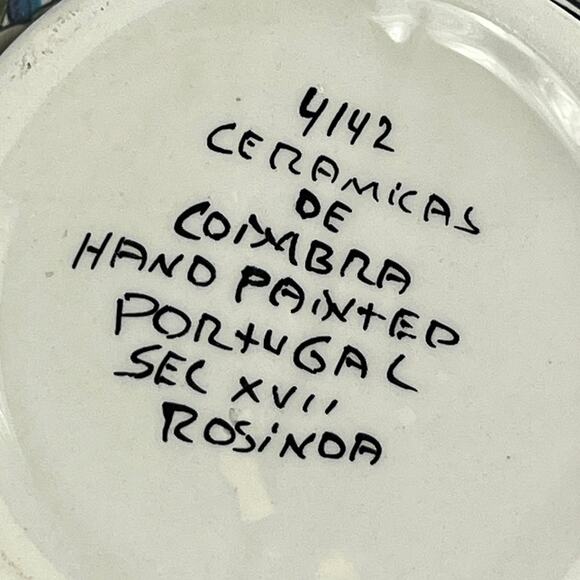 4142
CERAMICAS
DE
COIMBRA
HAND PAINTED
PORTUGAL
SEC XVII
ROSINDA